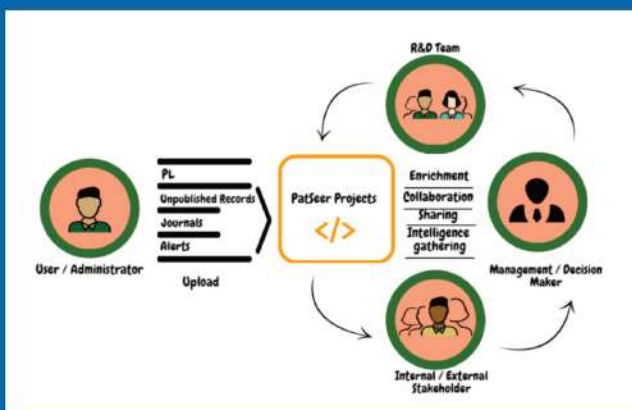 R&D Team
PL
Unpublished Records
Journals
Alerts
Upload
User / Administrator
PatSeer Projects
</>
Enrichment
Collaboration
Sharing
Intelligence
gathering
Management / Decision
Maker
Internal / External
Stakeholder